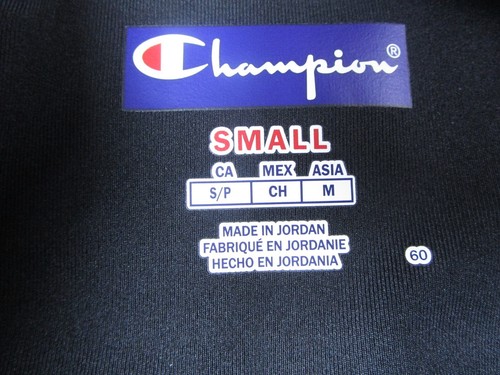 Champion®
SMALL
CA MEX ASIA
S/P CH M
MADE IN JORDAN
FABRIQUÉ EN JORDANIE
HECHO EN JORDANIA
60